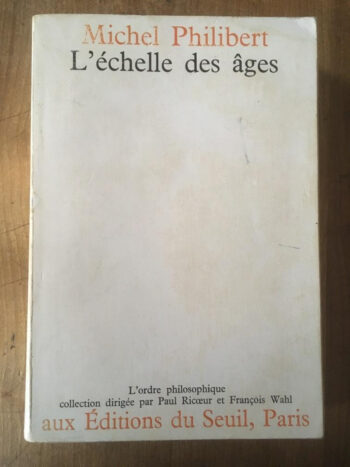 Michel Philibert
L'échelle des âges
L'ordre philosophique
collection dirigée par Paul Ricœur et François Wahl
aux Éditions du Seuil, Paris